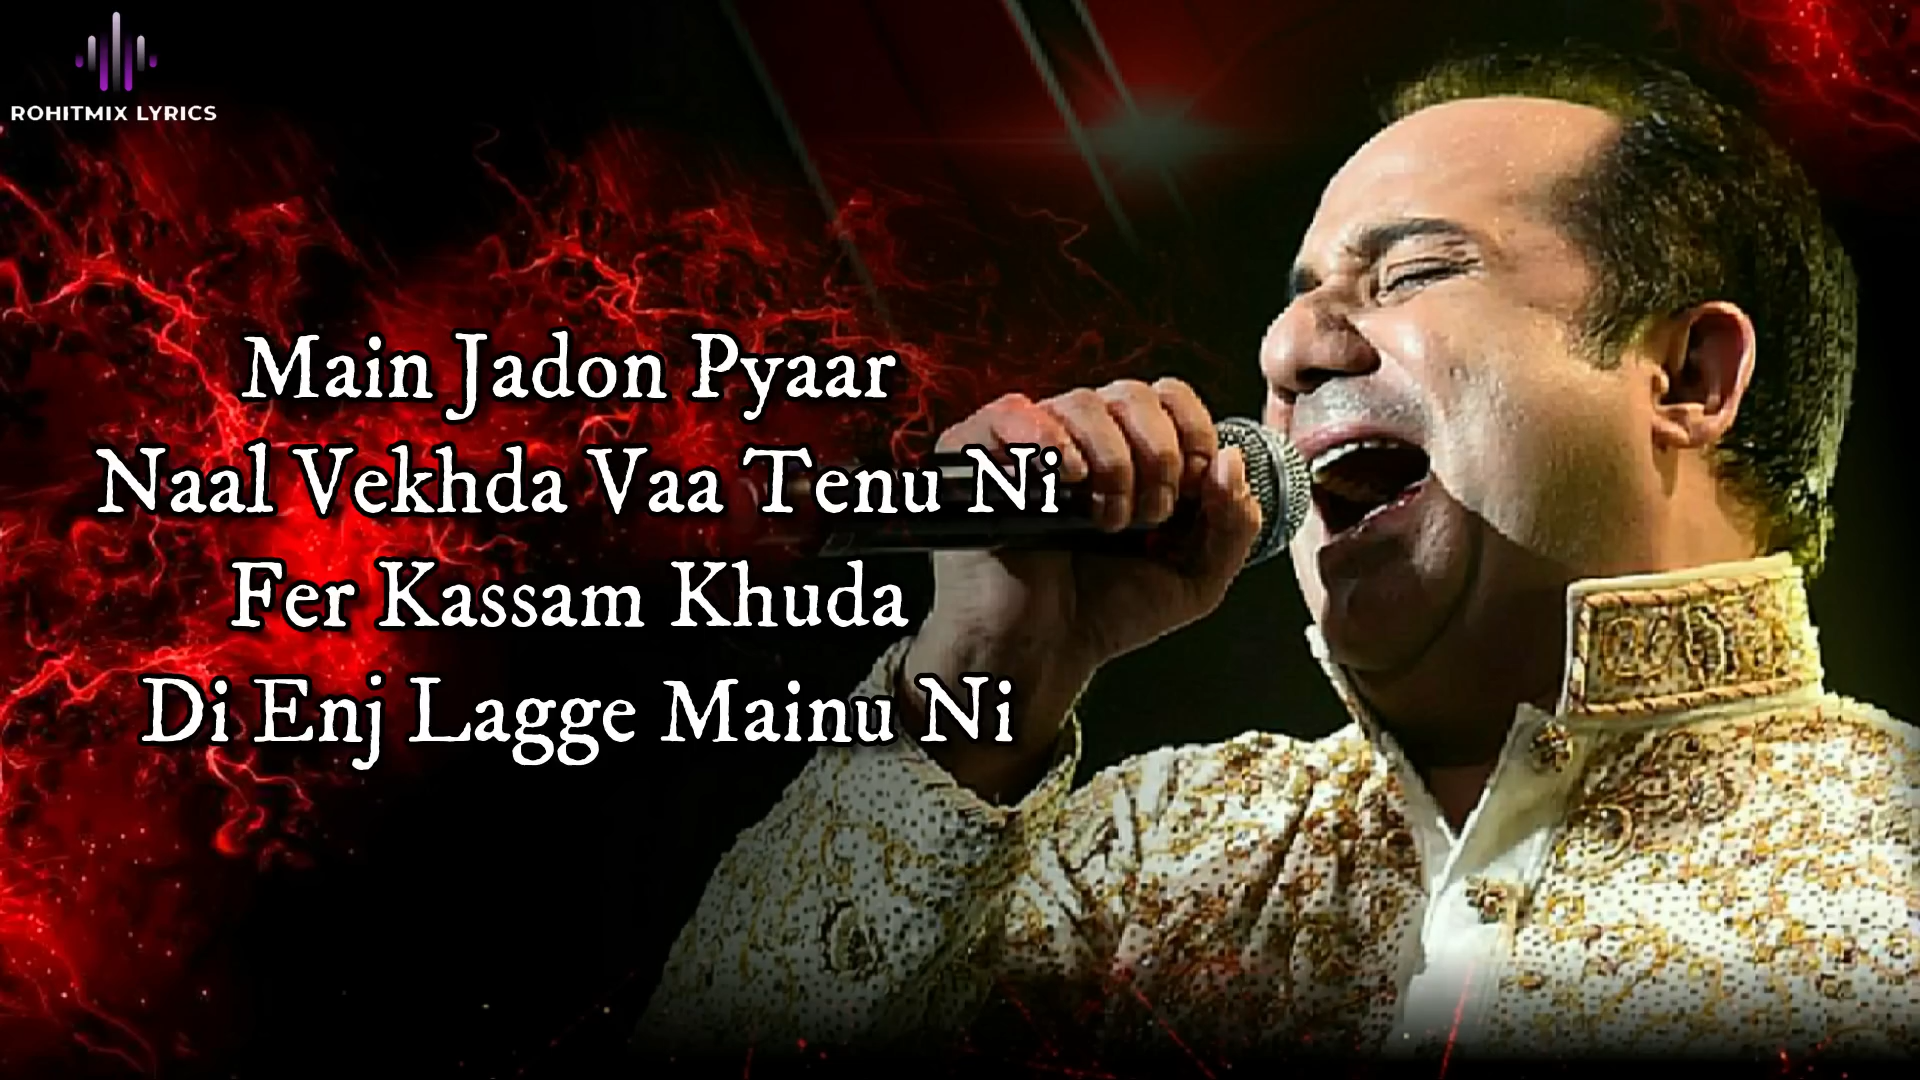 ROHITMIX LYRICS
Main Jadon Pyaar
Naal Vekhda Vaa Tenu Ni
Fer Kassam Khuda
Di Enj Lagge Mainu Ni